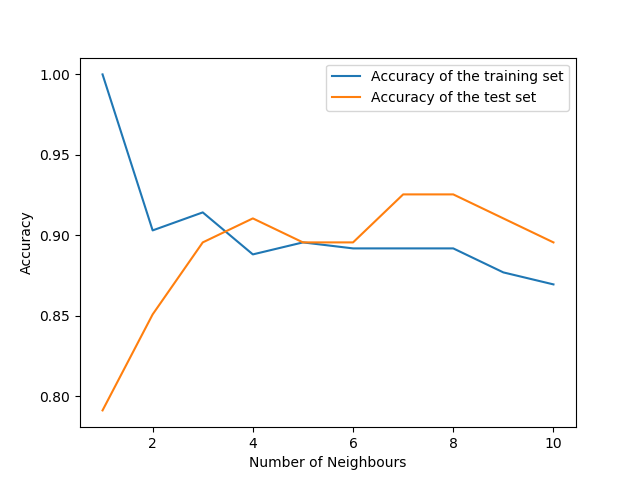 Accuracy of the training set
Accuracy of the test set
1.00
0.95
0.90
0.85
0.80
Accuracy
2 4 6 8 10
Number of Neighbours